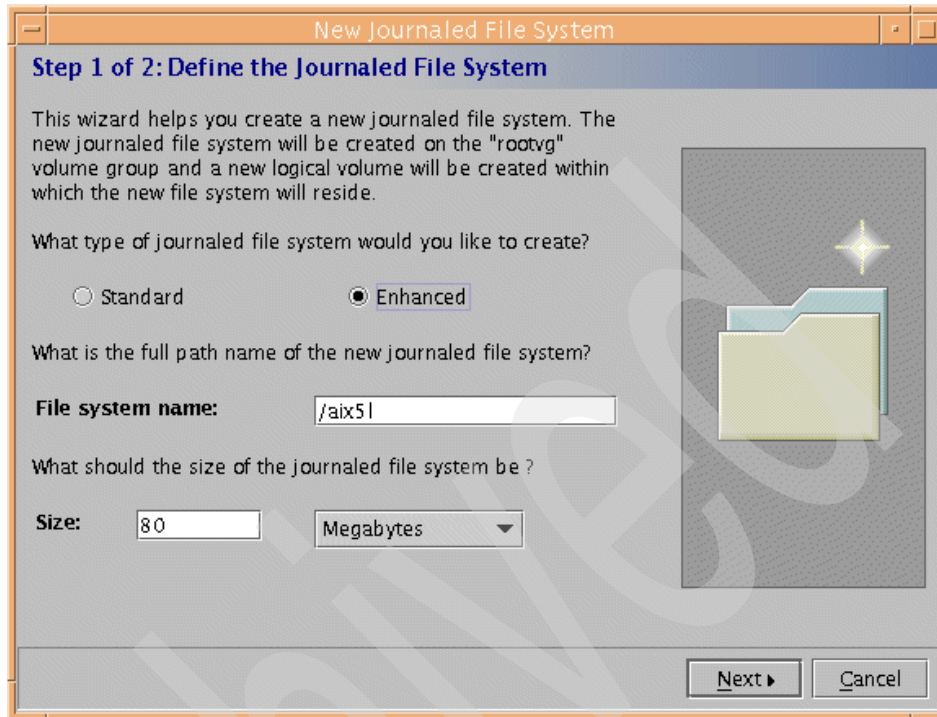 New Journaled File System
Step 1 of 2: Define the Journaled File System
This wizard helps you create a new journaled file system. The
new journaled file system will be created on the "rootvg"
volume group and a new logical volume will be created within
which the new file system will reside.
What type of journaled file system would you like to create?
Standard
Enhanced
What is the full path name of the new journaled file system?
File system name:
/aix5l
What should the size of the journaled file system be ?
Size:
80
Megabytes
Next
Cancel